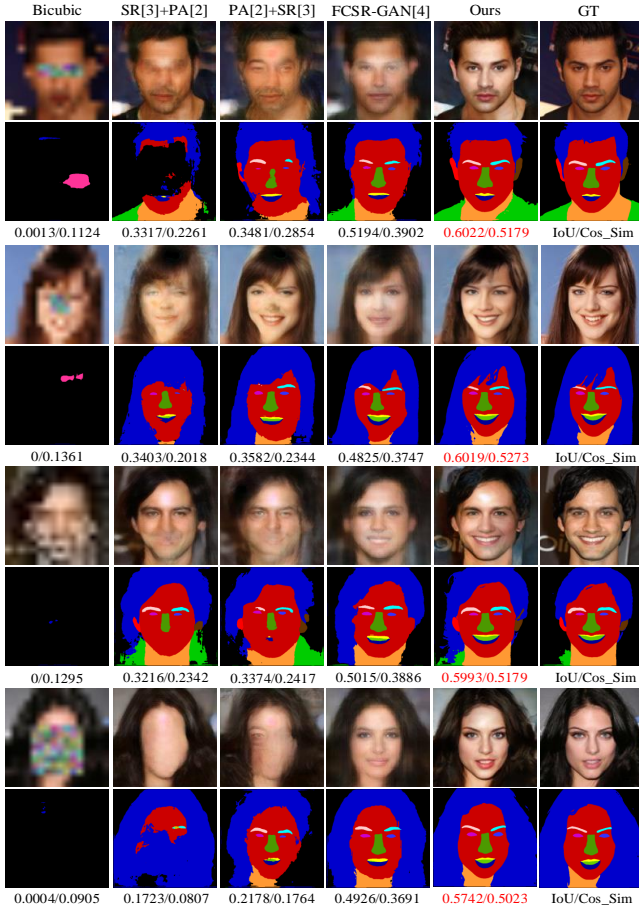 Bicubic SR[3]+PA[2] PA[2]+SR[3] FCSR-GAN[4] Ours GT
0.0013/0.1124 0.3317/0.2261 0.3481/0.2854 0.5194/0.3902 0.6022/0.5179 IoU/Cos_Sim
0/0.1361 0.3403/0.2018 0.3582/0.2344 0.4825/0.3747 0.6019/0.5273 IoU/Cos_Sim
0/0.1295 0.3216/0.2342 0.3374/0.2417 0.5015/0.3886 0.5993/0.5179 IoU/Cos_Sim
0.0004/0.0905 0.1723/0.0807 0.2178/0.1764 0.4926/0.3691 0.5742/0.5023 IoU/Cos_Sim